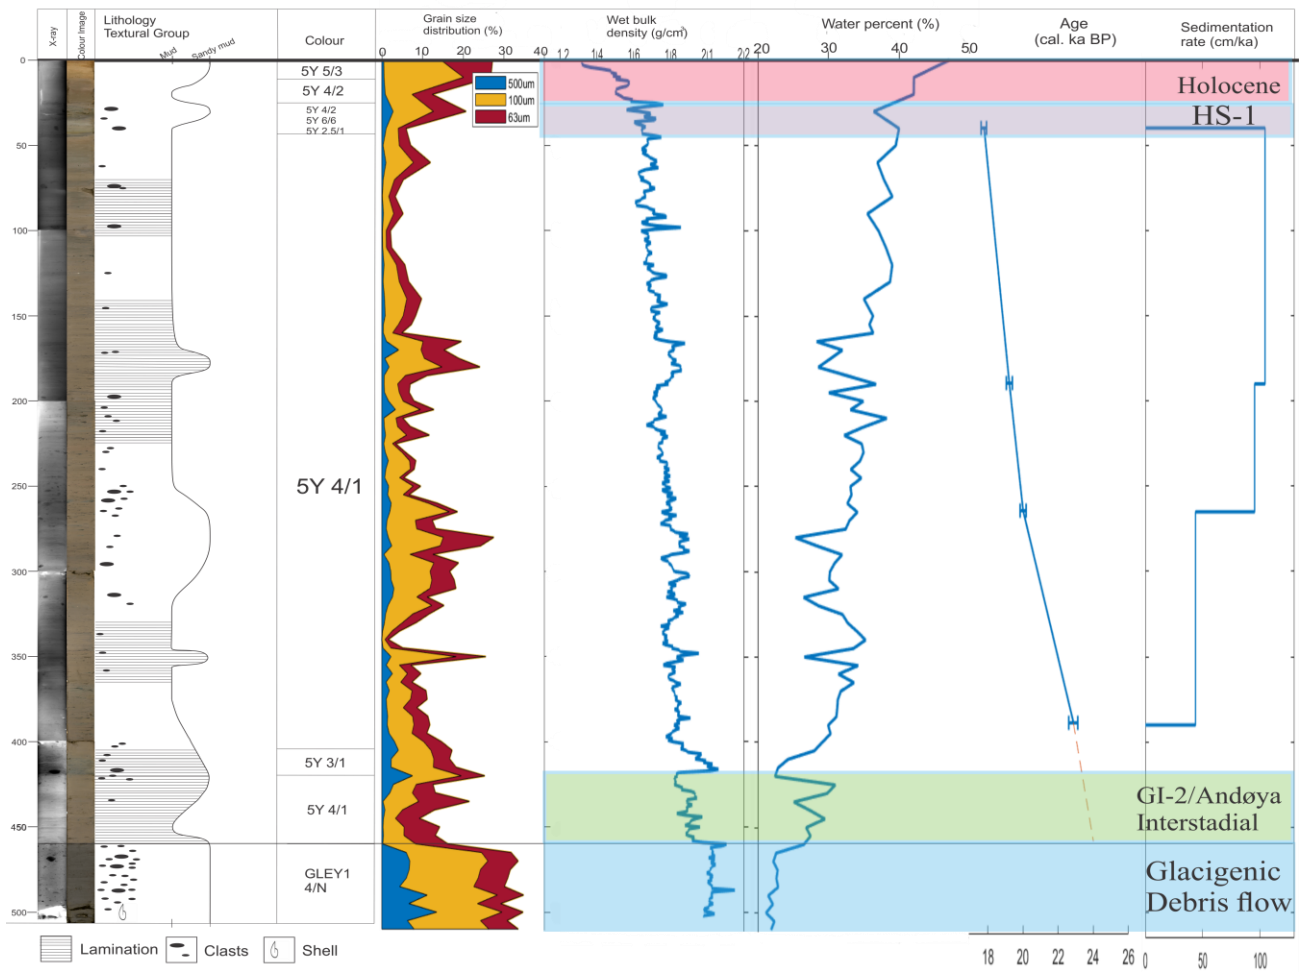 X-ray
Colour Image
Lithology
Textural Group
Mud
Sandy mud
Colour
Grain size
distribution (%)
0 10 20 30 40
Wet bulk
density (g/cm³)
1.2 1.4 1.6 1.8 2.1 2.2
Water percent (%)
20 30 40 50
Age
(cal. ka BP)
Sedimentation
rate (cm/ka)
0
50
100
150
200
250
300
350
400
450
500
5Y 5/3
5Y 4/2
5Y 4/2
5Y 6/6
5Y 2.5/1
5Y 4/1
5Y 3/1
5Y 4/1
GLEY1
4/N
500um
100um
63um
Holocene
HS-1
GI-2/Andøya
Interstadial
Glacigenic
Debris flow
18 20 22 24 26
0 50 100
Lamination
Clasts
Shell